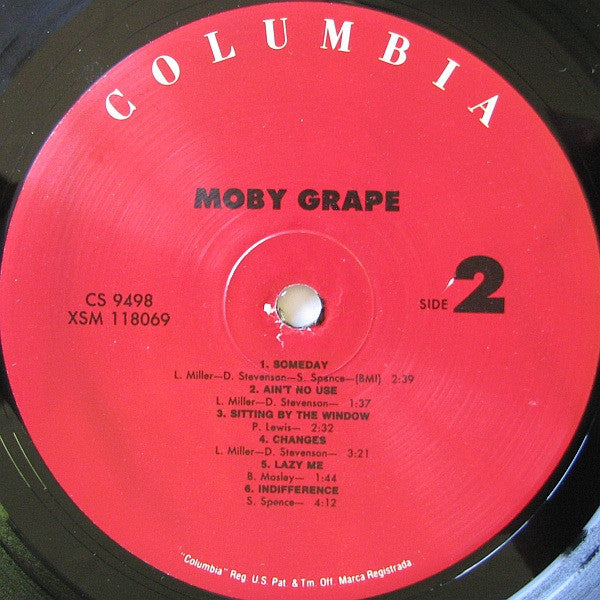 COLUMBIA
MOBY GRAPE
CS 9498
XSM 118069
SIDE 2
1. SOMEDAY
L. Miller—D. Stevenson—S. Spence—(BMI) 2:39
2. AIN'T NO USE
L. Miller—D. Stevenson— 1:37
3. SITTING BY THE WINDOW
P. Lewis— 2:32
4. CHANGES
L. Miller—D. Stevenson— 3:21
5. LAZY ME
B. Mosley— 1:44
6. INDIFFERENCE
S. Spence— 4:12
"Columbia" Reg. U.S. Pat. & Tm. Off. Marca Registrada.